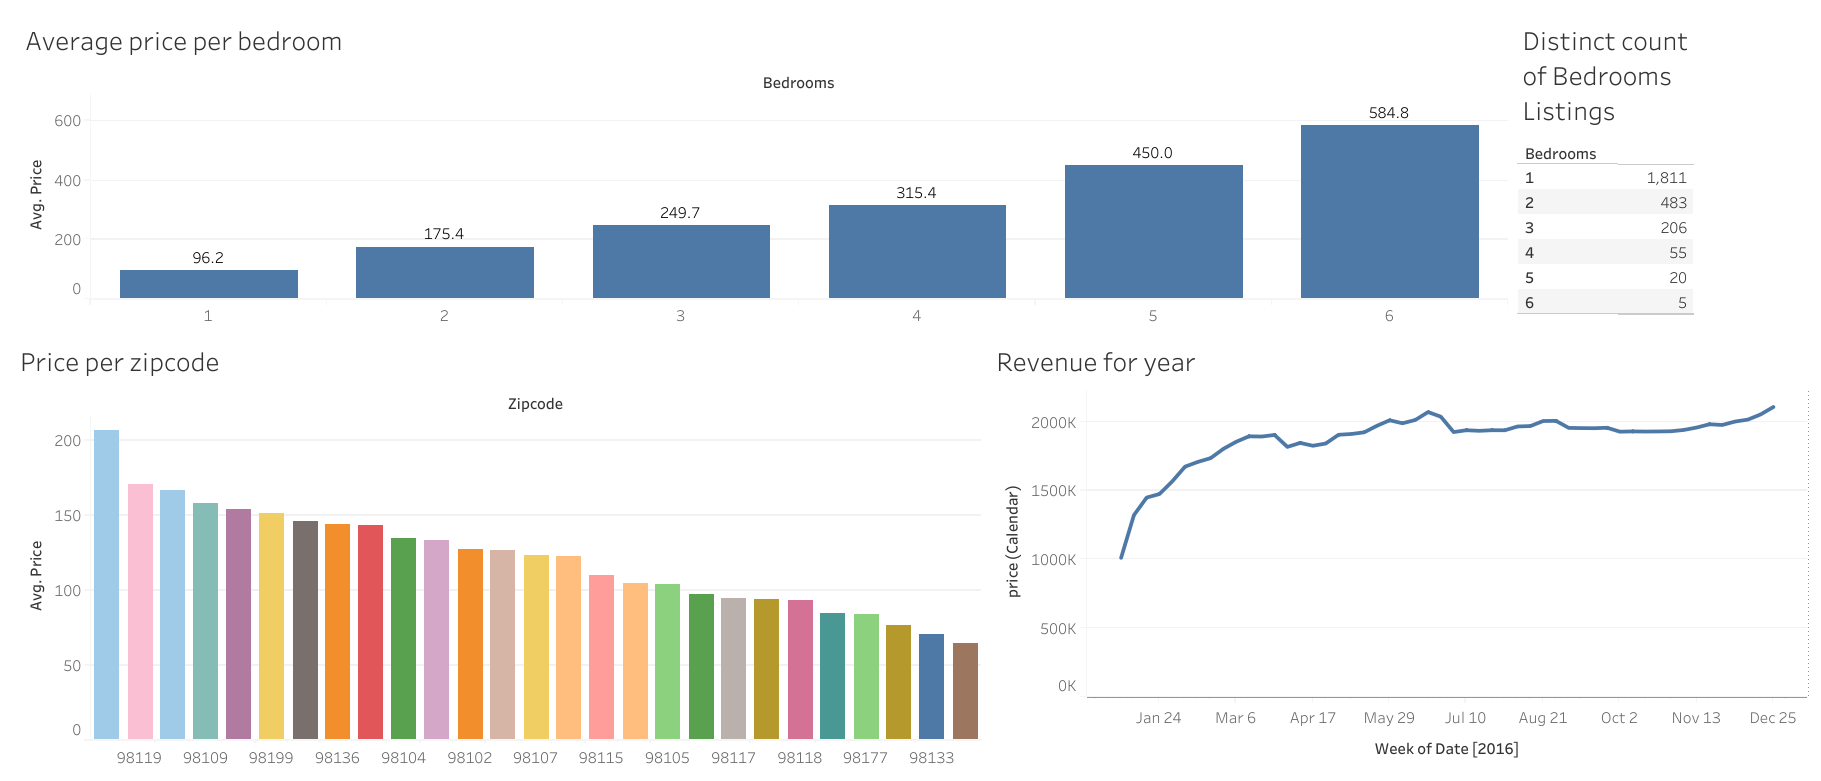 Average price per bedroom
Bedrooms
Avg. Price
600
400
200
0
96.2
175.4
249.7
315.4
450.0
584.8
1
2
3
4
5
6
Distinct count
of Bedrooms
Listings
Bedrooms
1 1,811
2 483
3 206
4 55
5 20
6 5
Price per zipcode
Zipcode
Avg. Price
200
150
100
50
0
98119
98109
98199
98136
98104
98102
98107
98115
98105
98117
98118
98177
98133
Revenue for year
price (Calendar)
2000K
1500K
1000K
500K
0K
Jan 24
Mar 6
Apr 17
May 29
Jul 10
Aug 21
Oct 2
Nov 13
Dec 25
Week of Date [2016]